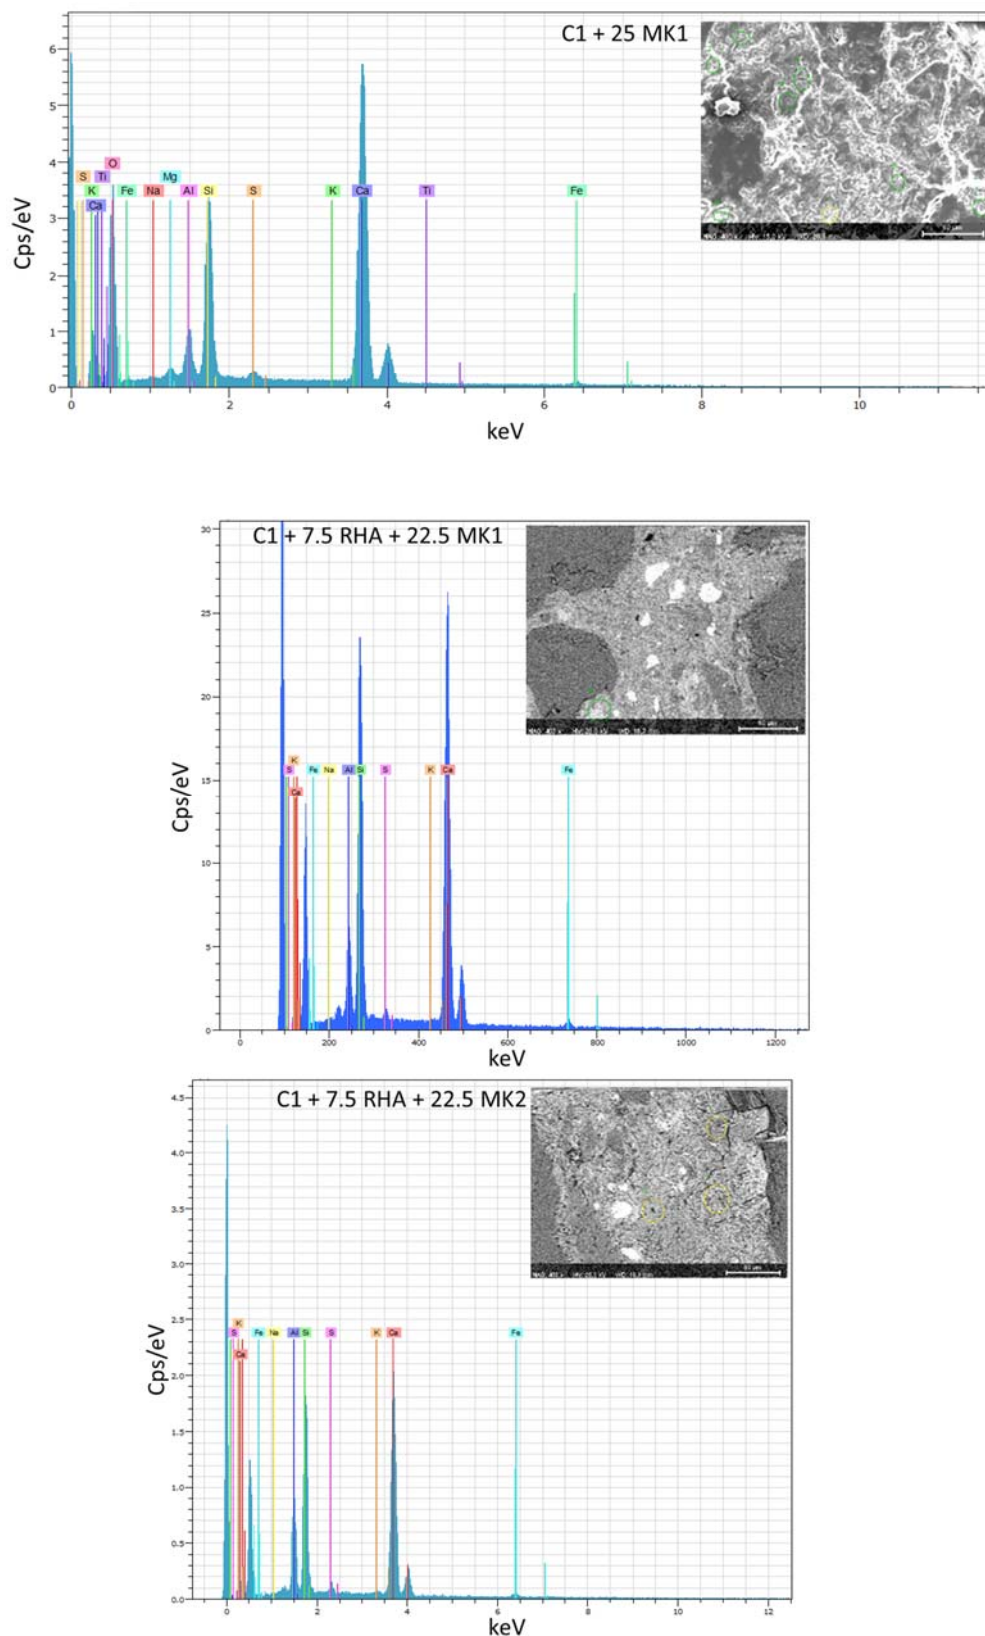 C1 + 25 MK1
Cps/eV
6
5
4
3
2
1
0
S Ti O
K Fe Na Mg Al Si S K Ca Ti Fe
Ca
0 2 4 6 8 10
keV
C1 + 7.5 RHA + 22.5 MK1
Cps/eV
30
25
20
15
10
5
0
K
S Fe Na Al Si S K Ca Fe
Ca
0 200 400 600 800 1000 1200
keV
C1 + 7.5 RHA + 22.5 MK2
Cps/eV
4.5
4.0
3.5
3.0
2.5
2.0
1.5
1.0
0.5
0.0
K
S Fe Na Al Si S K Ca Fe
Ca
0 2 4 6 8 10 12
keV